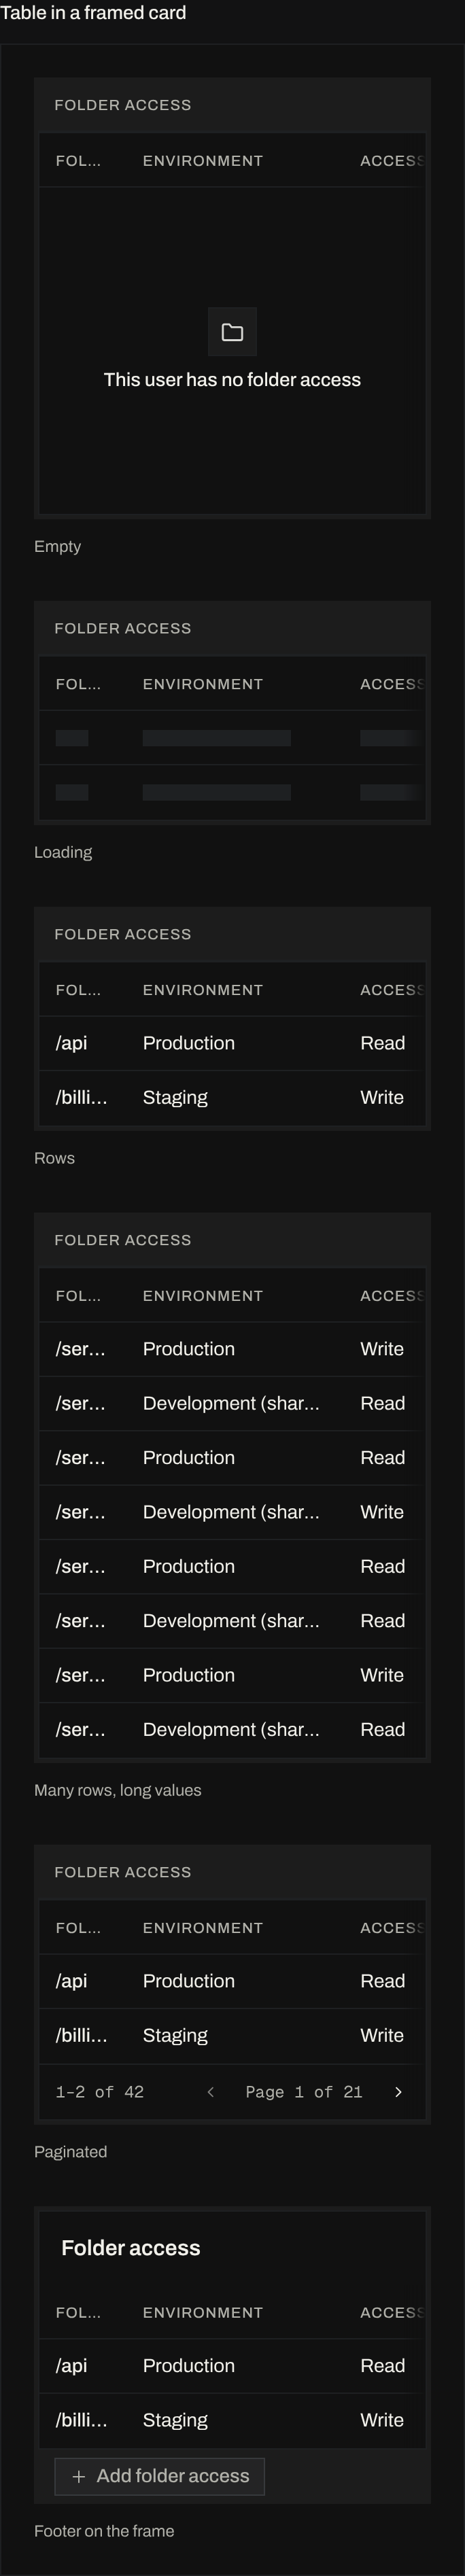 Table in a framed card
FOLDER ACCESS
FOL... ENVIRONMENT ACCESS
This user has no folder access
Empty
FOLDER ACCESS
FOL... ENVIRONMENT ACCESS
Loading
FOLDER ACCESS
FOL... ENVIRONMENT ACCESS
/api Production Read
/billi... Staging Write
Rows
FOLDER ACCESS
FOL... ENVIRONMENT ACCESS
/ser... Production Write
/ser... Development (shar... Read
/ser... Production Read
/ser... Development (shar... Write
/ser... Production Read
/ser... Development (shar... Read
/ser... Production Write
/ser... Development (shar... Read
Many rows, long values
FOLDER ACCESS
FOL... ENVIRONMENT ACCESS
/api Production Read
/billi... Staging Write
1–2 of 42 Page 1 of 21
Paginated
Folder access
FOL... ENVIRONMENT ACCESS
/api Production Read
/billi... Staging Write
Add folder access
Footer on the frame